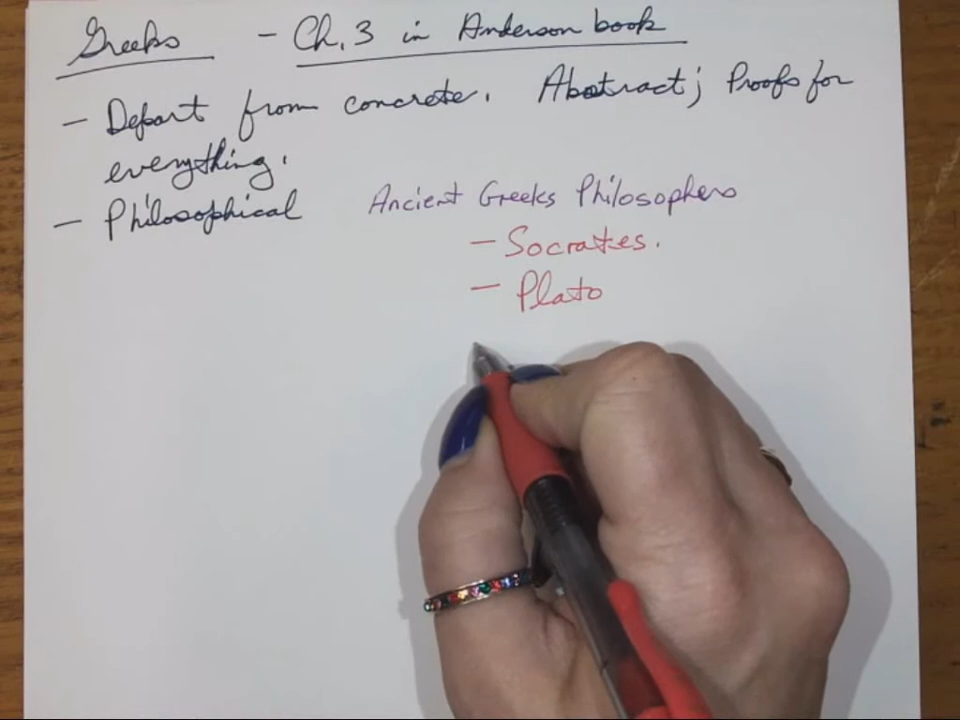 Greeks - Ch. 3 in Anderson book
- Depart from concrete. Abstract; Proofs for
everything.
- Philosophical
Ancient Greeks Philosophers
- Socrates.
- Plato